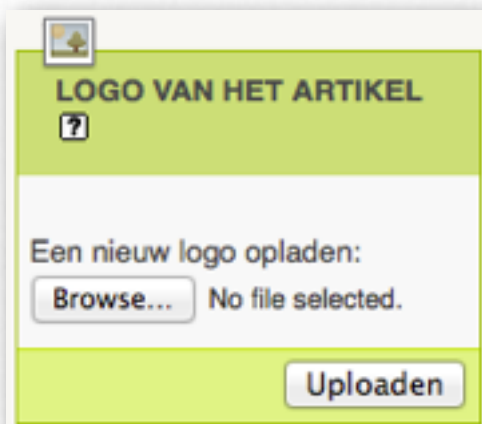 LOGO VAN HET ARTIKEL
?
Een nieuw logo opladen:
Browse... No file selected.
Uploaden